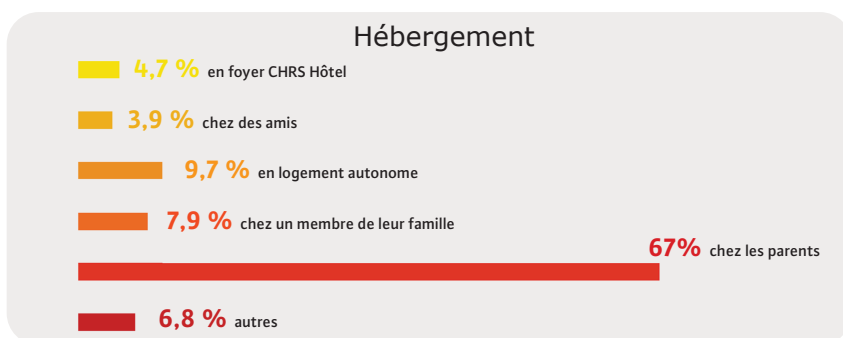 Hébergement
4,7 % en foyer CHRS Hôtel
3,9 % chez des amis
9,7 % en logement autonome
7,9 % chez un membre de leur famille
67% chez les parents
6,8 % autres